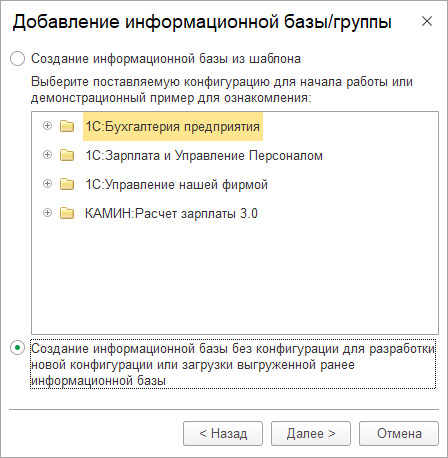 Добавление информационной базы/группы
Создание информационной базы из шаблона
Выберите поставляемую конфигурацию для начала работы или
демонстрационный пример для ознакомления:
1С:Бухгалтерия предприятия
1С:Зарплата и Управление Персоналом
1С:Управление нашей фирмой
КАМИН:Расчет зарплаты 3.0
Создание информационной базы без конфигурации для разработки
новой конфигурации или загрузки выгруженной ранее
информационной базы
< Назад Далее > Отмена